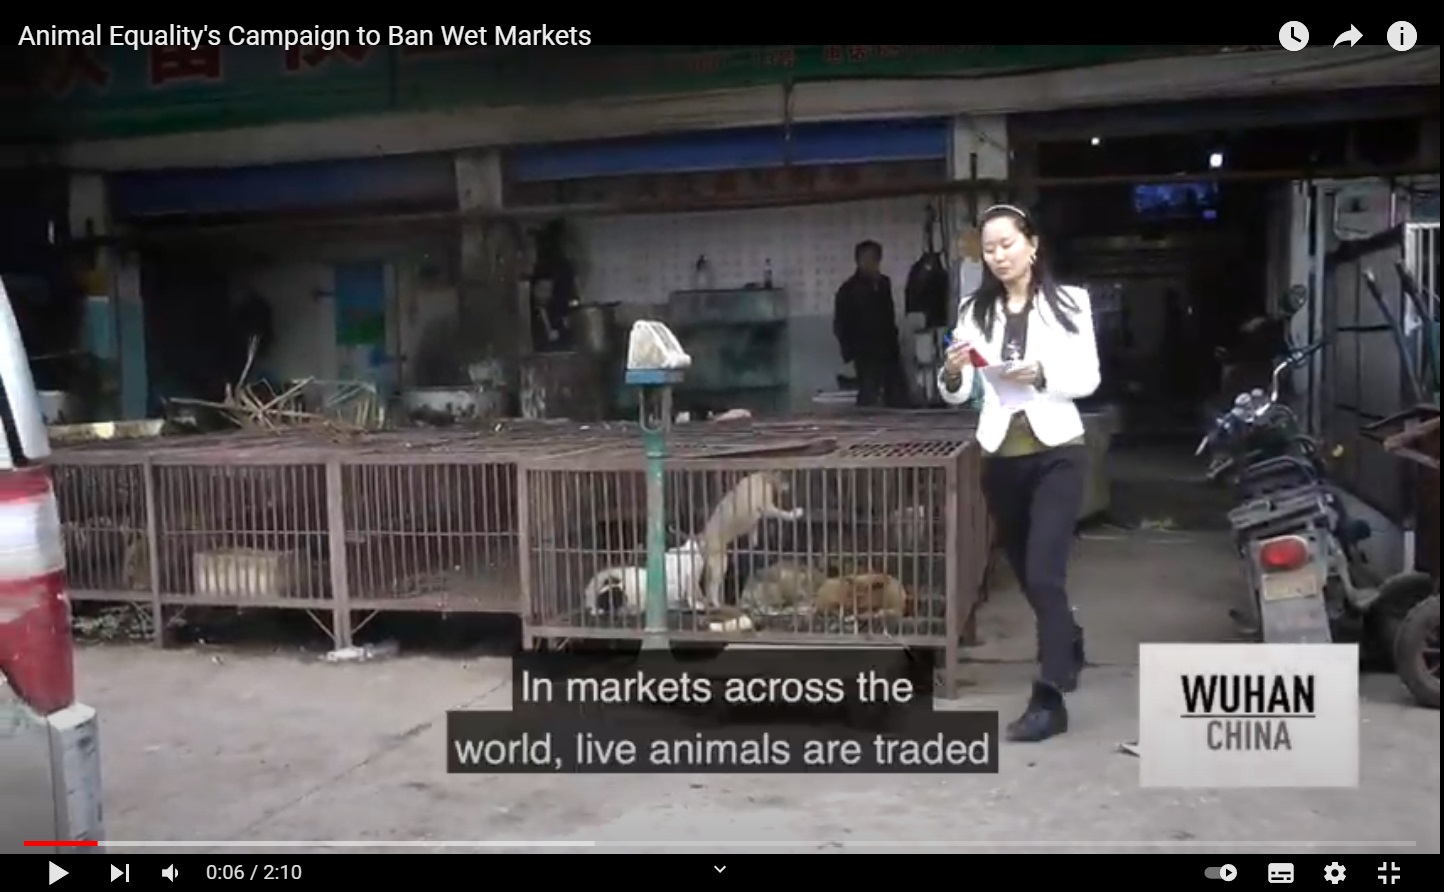 Animal Equality's Campaign to Ban Wet Markets
In markets across the
world, live animals are traded
WUHAN
CHINA
0:06 / 2:10